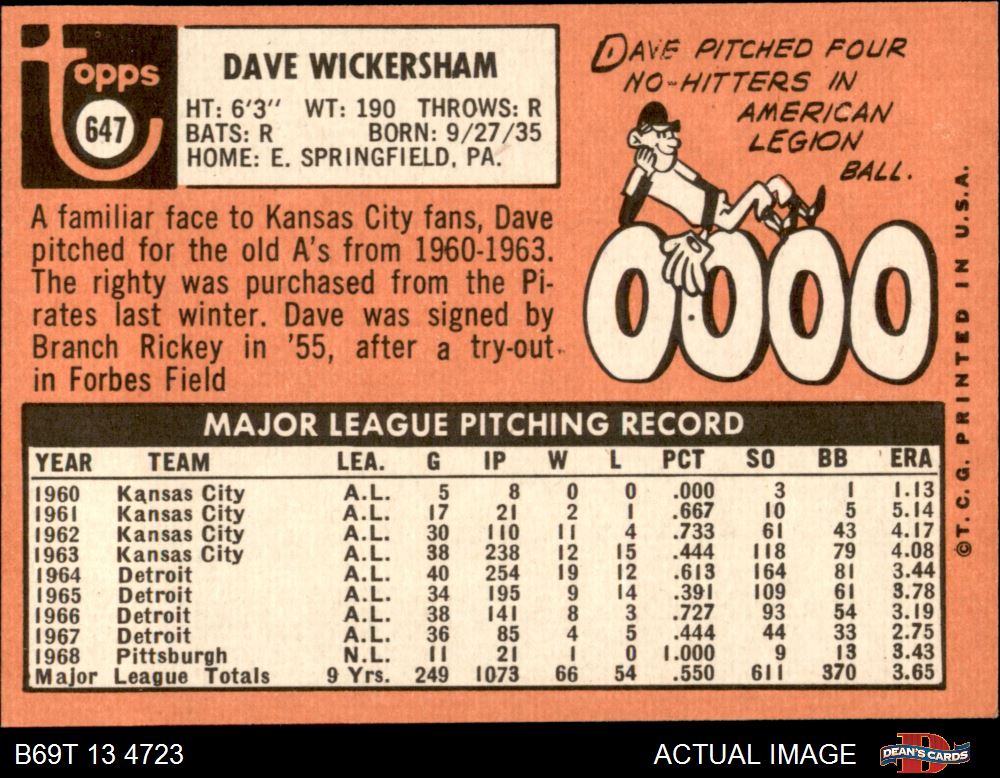 Topps
647
DAVE WICKERSHAM
HT: 6'3" WT: 190 THROWS: R
BATS: R BORN: 9/27/35
HOME: E. SPRINGFIELD, PA.
DAVE PITCHED FOUR
NO-HITTERS IN
AMERICAN
LEGION
BALL.
0000
A familiar face to Kansas City fans, Dave
pitched for the old A's from 1960-1963.
The righty was purchased from the Pi-
rates last winter. Dave was signed by
Branch Rickey in '55, after a try-out
in Forbes Field
©T. C. G. PRINTED IN U.S.A.
MAJOR LEAGUE PITCHING RECORD
YEAR TEAM LEA. G IP W L PCT SO BB ERA
1960 Kansas City A.L. 5 8 0 0 .000 3 1 1.13
1961 Kansas City A.L. 17 21 2 1 .667 10 5 5.14
1962 Kansas City A.L. 30 110 11 4 .733 61 43 4.17
1963 Kansas City A.L. 38 238 12 15 .444 118 79 4.08
1964 Detroit A.L. 40 254 19 12 .613 164 81 3.44
1965 Detroit A.L. 34 195 9 14 .391 109 61 3.78
1966 Detroit A.L. 38 141 8 3 .727 93 54 3.19
1967 Detroit A.L. 36 85 4 5 .444 44 33 2.75
1968 Pittsburgh N.L. 11 21 1 0 1.000 9 13 3.43
Major League Totals 9 Yrs. 249 1073 66 54 .550 611 370 3.65
B69T 13 4723
ACTUAL IMAGE
DEAN'S CARDS